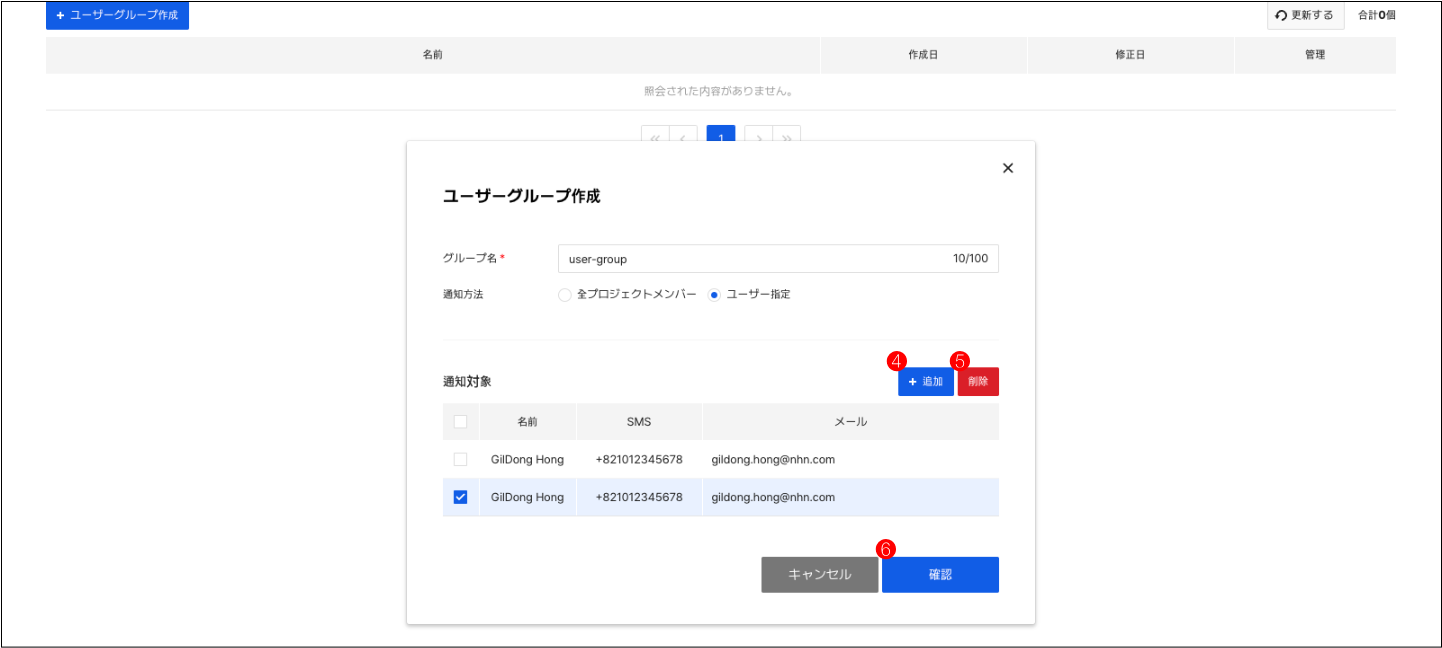 + ユーザーグループ作成
更新する 合計0個
名前 作成日 修正日 管理
照会された内容がありません。
« ‹ 1 › »
ユーザーグループ作成
グループ名 * user-group 10/100
通知方法 全プロジェクトメンバー ユーザー指定
4 5
通知対象 + 追加 削除
名前 SMS メール
GilDong Hong +821012345678 gildong.hong@nhn.com
GilDong Hong +821012345678 gildong.hong@nhn.com
6
キャンセル 確認